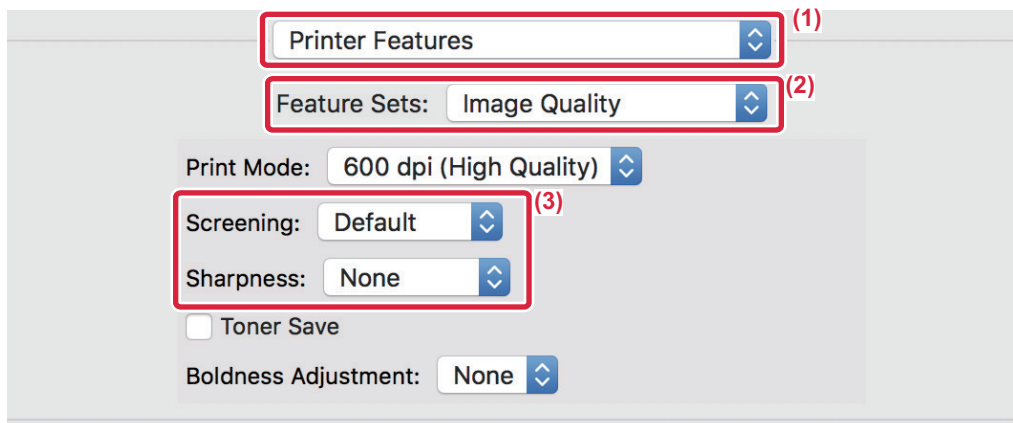 Printer Features (1)
Feature Sets: Image Quality (2)
Print Mode: 600 dpi (High Quality)
(3)
Screening: Default
Sharpness: None
Toner Save
Boldness Adjustment: None